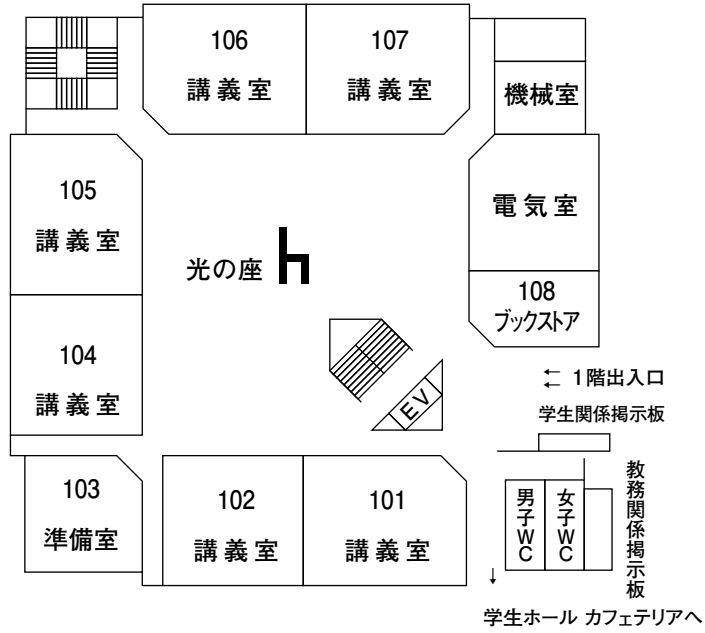 106
講義室
107
講義室
機械室
105
講義室
電気室
光の座
108
ブックストア
104
講義室
EV
1階出入口
学生関係掲示板
103
準備室
102
講義室
101
講義室
男子WC
女子WC
教務関係掲示板
学生ホール カフェテリアへ